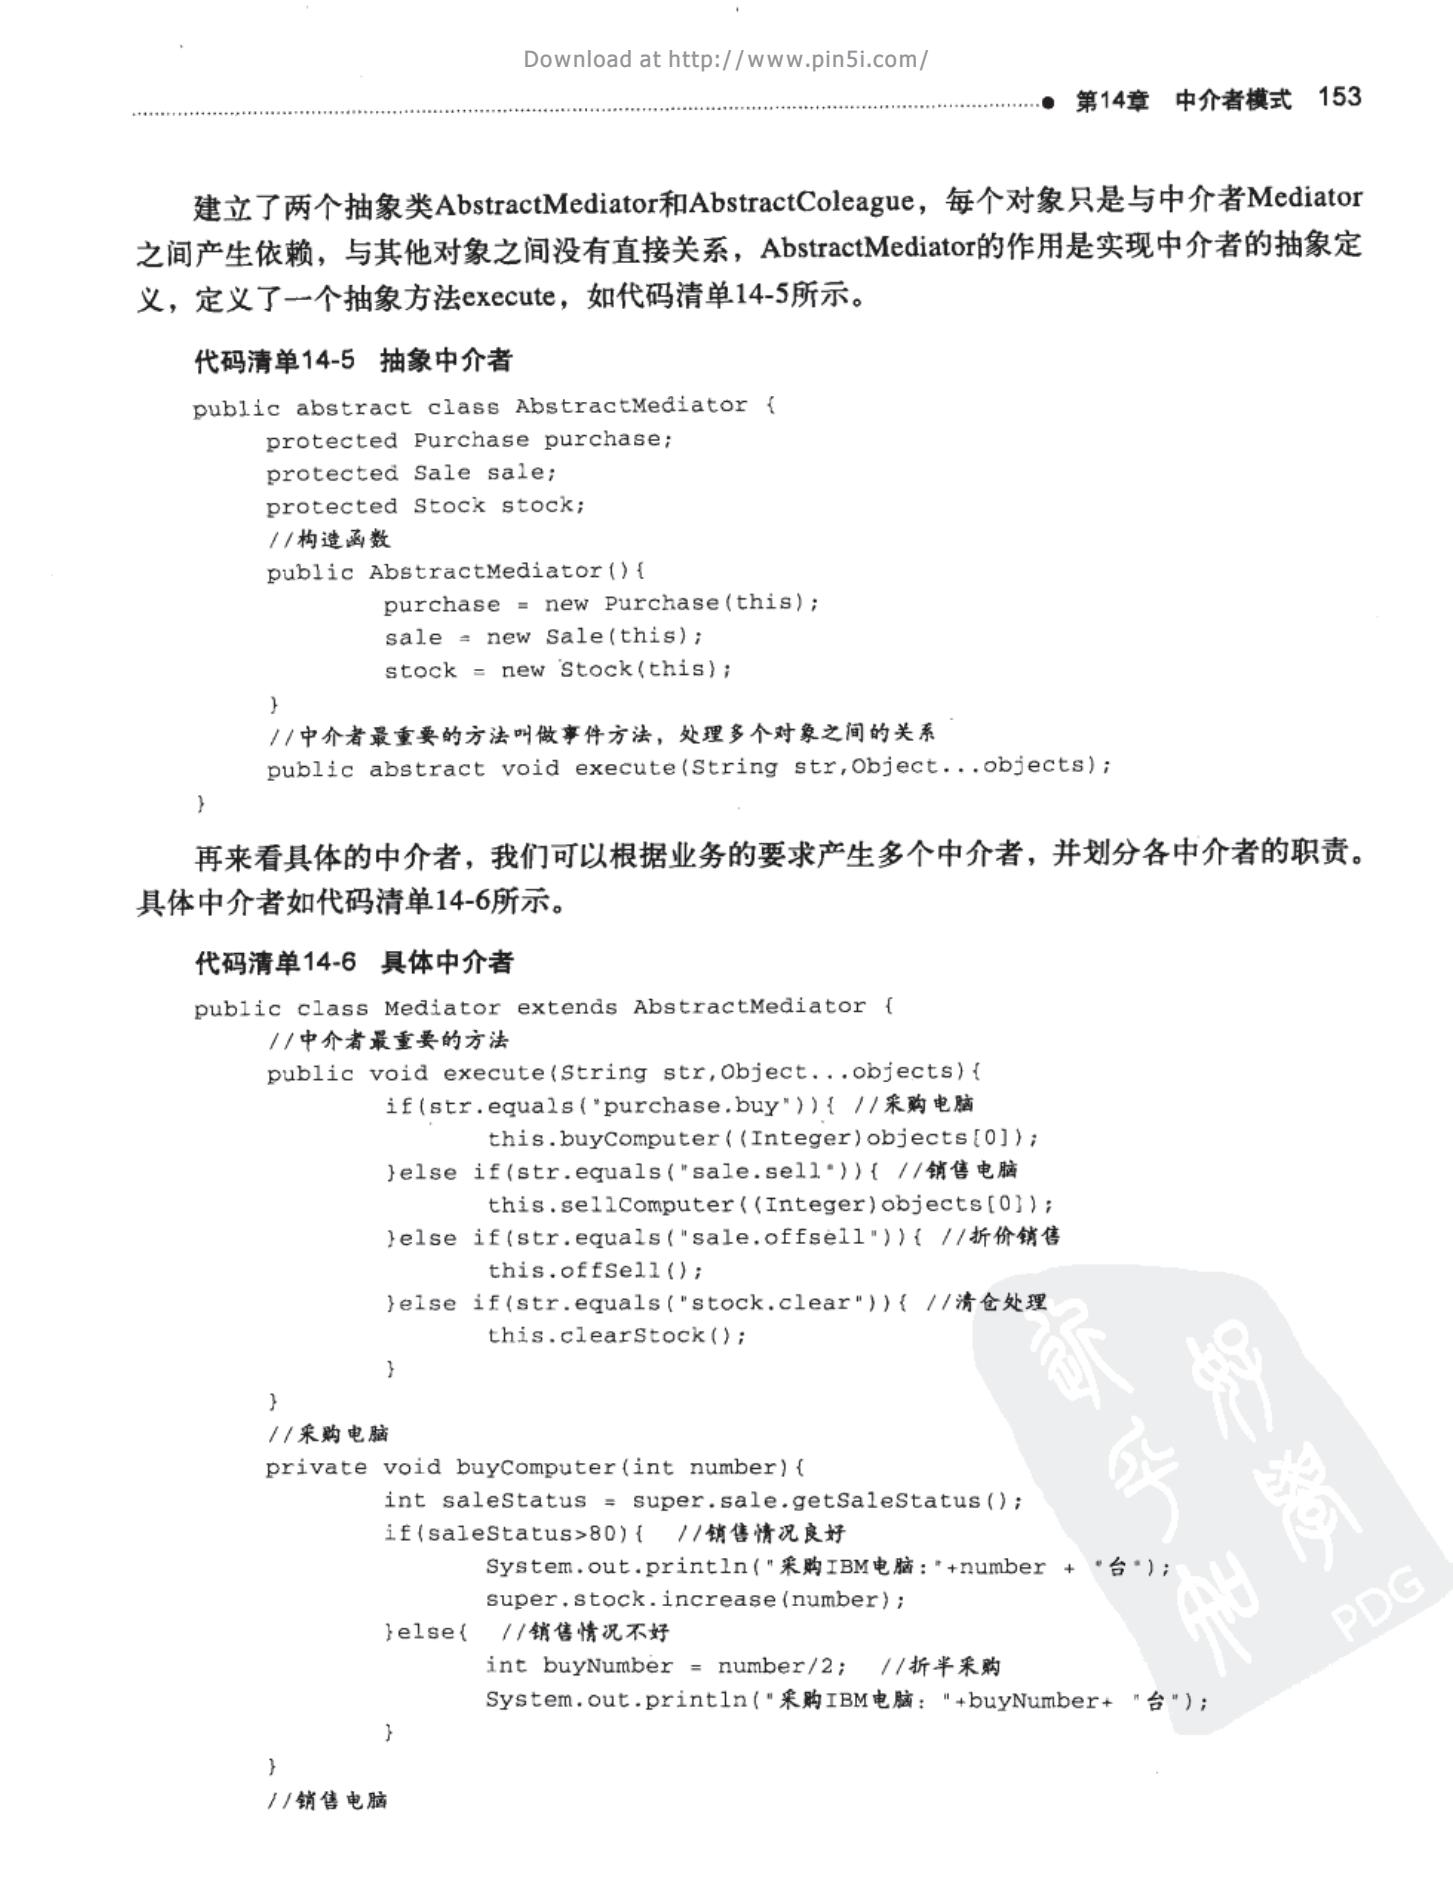 Download at http://www.pin5i.com/
第14章 中介者模式 153
建立了两个抽象类AbstractMediator和AbstractColeague，每个对象只是与中介者Mediator
之间产生依赖，与其他对象之间没有直接关系，AbstractMediator的作用是实现中介者的抽象定
义，定义了一个抽象方法execute，如代码清单14-5所示。
代码清单14-5 抽象中介者
public abstract class AbstractMediator {
protected Purchase purchase;
protected Sale sale;
protected Stock stock;
//构造函数
public AbstractMediator(){
purchase = new Purchase(this);
sale = new Sale(this);
stock = new Stock(this);
}
//中介者最重要的方法叫做事件方法，处理多个对象之间的关系
public abstract void execute(String str,Object...objects);
}
再来看具体的中介者，我们可以根据业务的要求产生多个中介者，并划分各中介者的职责。
具体中介者如代码清单14-6所示。
代码清单14-6 具体中介者
public class Mediator extends AbstractMediator {
//中介者最重要的方法
public void execute(String str,Object...objects){
if(str.equals("purchase.buy")){ //采购电脑
this.buyComputer((Integer)objects[0]);
}else if(str.equals("sale.sell")){ //销售电脑
this.sellComputer((Integer)objects[0]);
}else if(str.equals("sale.offsell")){ //折价销售
this.offSell();
}else if(str.equals("stock.clear")){ //清仓处理
this.clearStock();
}
}
//采购电脑
private void buyComputer(int number){
int saleStatus = super.sale.getSaleStatus();
if(saleStatus>80){ //销售情况良好
System.out.println("采购IBM电脑:"+number + "台");
super.stock.increase(number);
}else{ //销售情况不好
int buyNumber = number/2; //折半采购
System.out.println("采购IBM电脑："+buyNumber+ "台");
}
}
//销售电脑
PDG